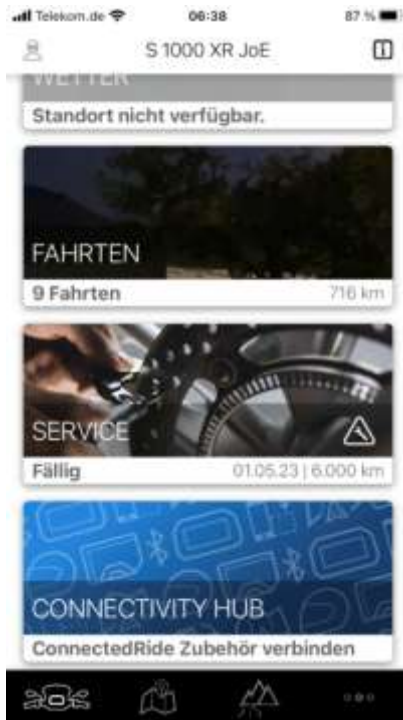 Telekom.de 06:38 87 %
S 1000 XR JoE
WETTER
Standort nicht verfügbar.
FAHRTEN
9 Fahrten 716 km
SERVICE
Fällig 01.05.23 | 6.000 km
CONNECTIVITY HUB
ConnectedRide Zubehör verbinden